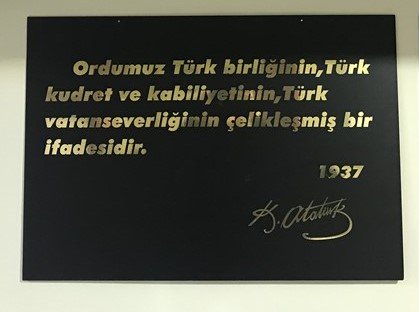 Ordumuz Türk birliğinin,Türk
kudret ve kabiliyetinin,Türk
vatanseverliğinin çelikleşmiş bir
ifadesidir.
1937
K. Atatürk